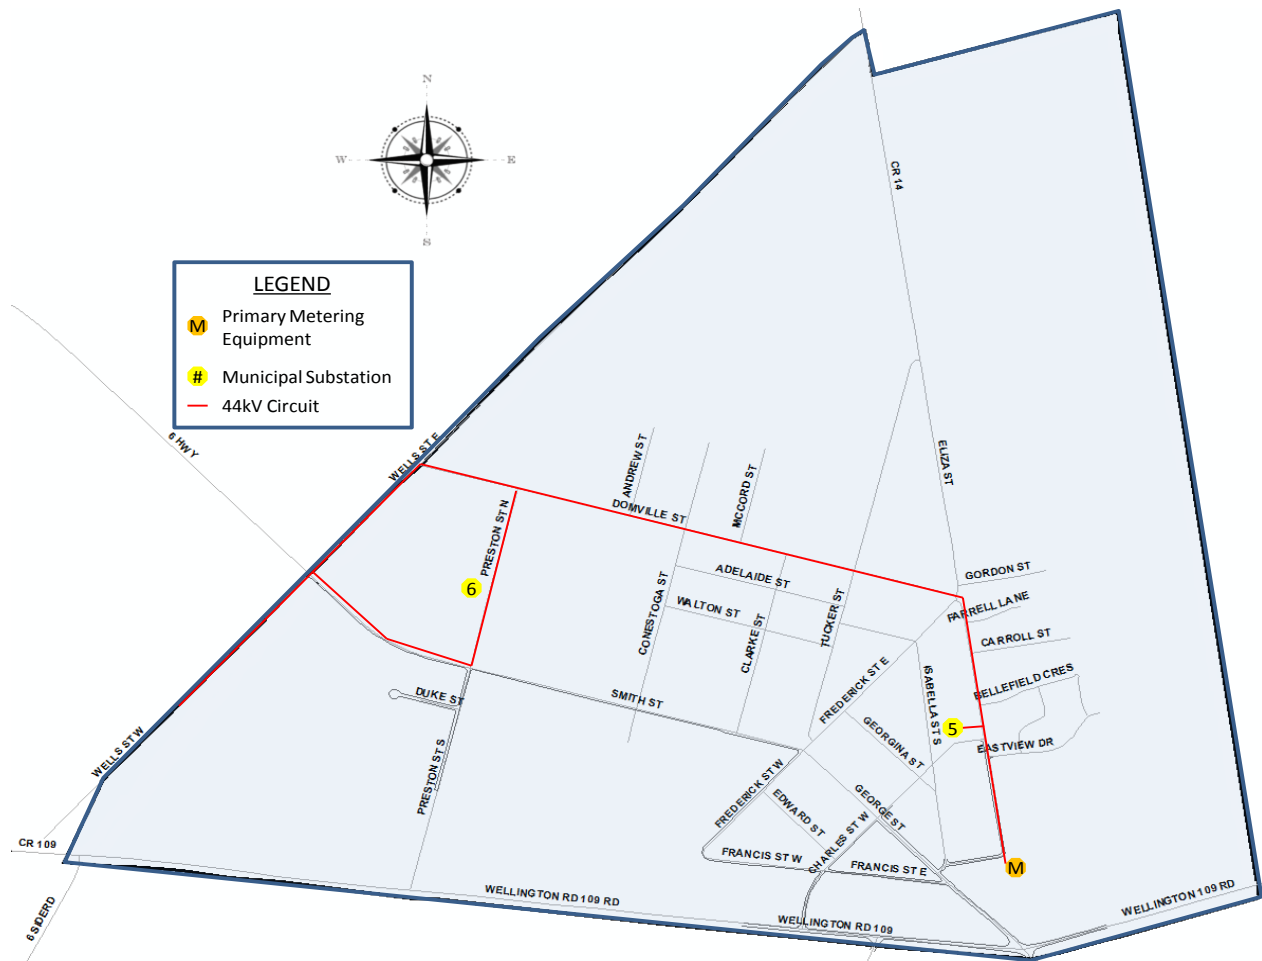 N
W
E
S
CR 14
LEGEND
M
Primary Metering
Equipment
#
Municipal Substation
44kV Circuit
6 HWY
WELLS ST E
ANDREW ST
MCCORD ST
ELIZA ST
DOMVILLE ST
PRESTON ST N
6
ADELAIDE ST
GORDON ST
WALTON ST
CONESTOGA ST
CLARKE ST
TUCKER ST
FARRELL LANE
CARROLL ST
BELLEFIELD CRES
ISABELLA ST S
FREDERICK ST E
DUKE ST
SMITH ST
5
GEORGINA ST
EASTVIEW DR
WELLS ST W
PRESTON ST S
FREDERICK ST W
EDWARD ST
GEORGE ST
CHARLES ST W
CR 109
FRANCIS ST W
FRANCIS ST E
M
6 SIDERD
WELLINGTON RD 109 RD
WELLINGTON RD 109
WELLINGTON 109 RD